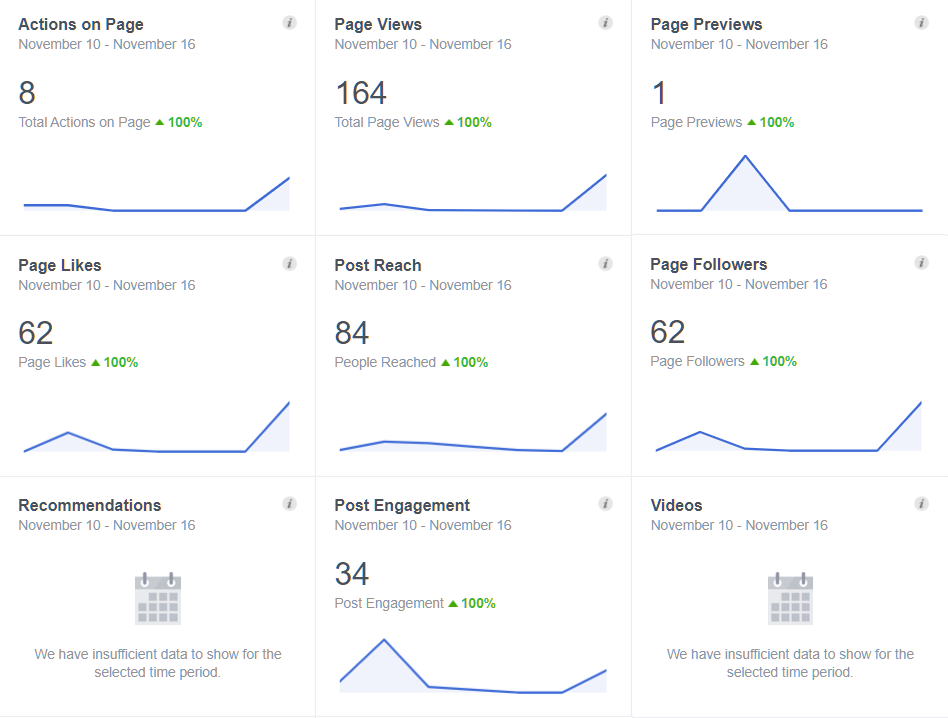 Actions on Page
November 10 - November 16
8
Total Actions on Page 100%
Page Views
November 10 - November 16
164
Total Page Views 100%
Page Previews
November 10 - November 16
1
Page Previews 100%
Page Likes
November 10 - November 16
62
Page Likes 100%
Post Reach
November 10 - November 16
84
People Reached 100%
Page Followers
November 10 - November 16
62
Page Followers 100%
Recommendations
November 10 - November 16
We have insufficient data to show for the
selected time period.
Post Engagement
November 10 - November 16
34
Post Engagement 100%
Videos
November 10 - November 16
We have insufficient data to show for the
selected time period.